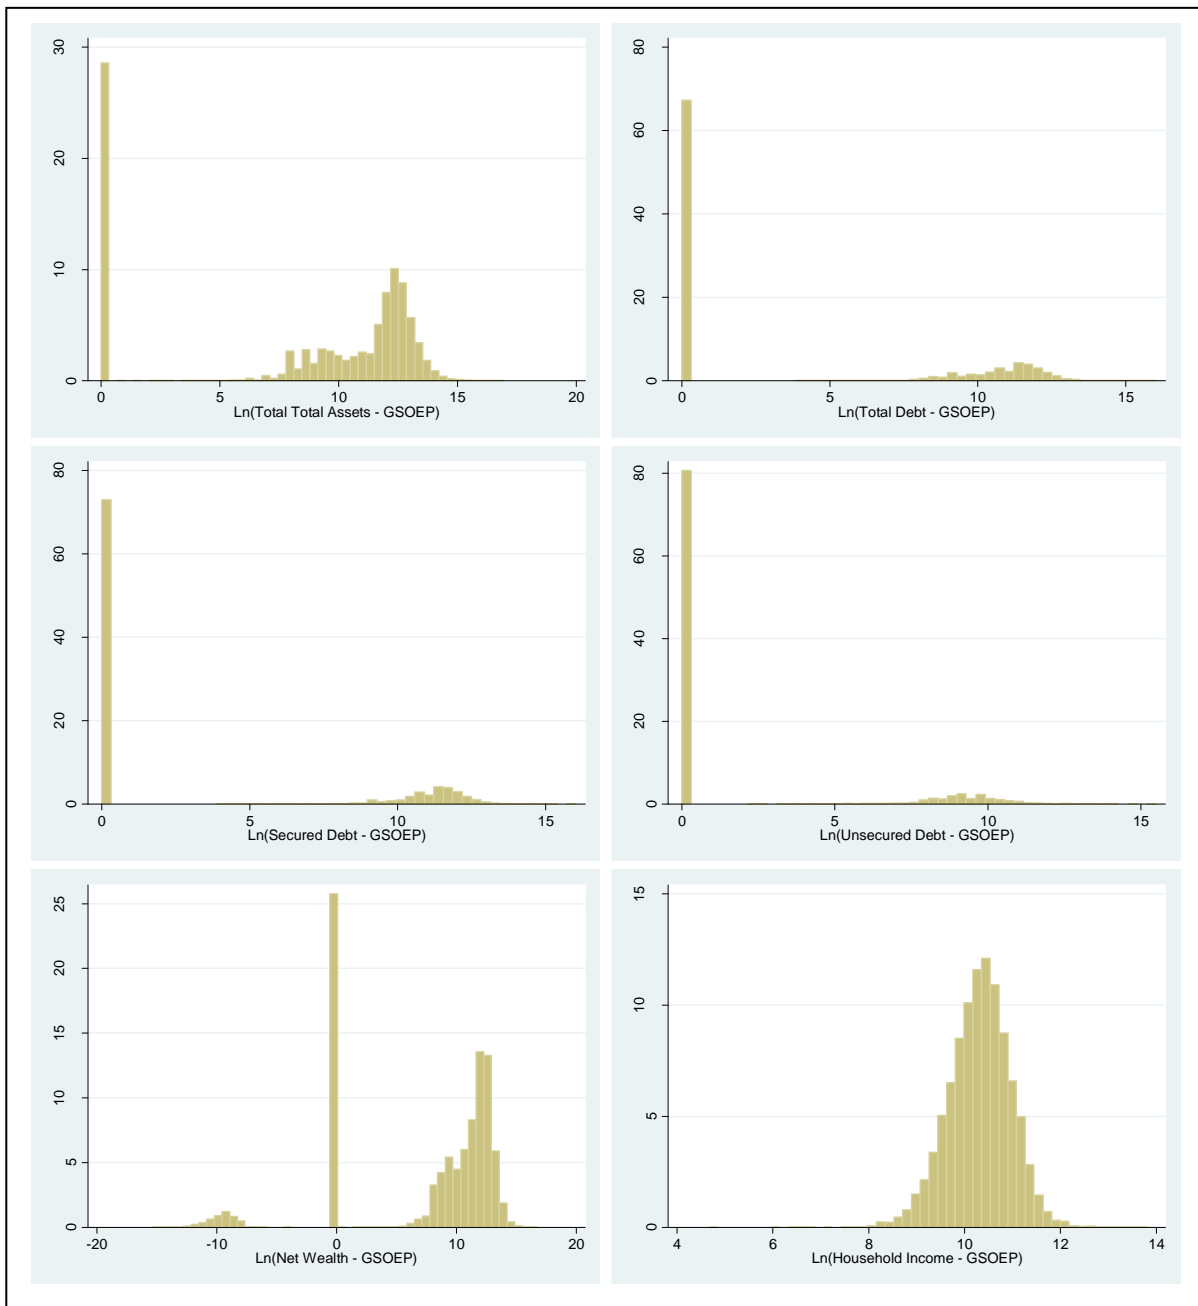 30
20
10
0
0 5 10 15 20
Ln(Total Total Assets - GSOEP)
80
60
40
20
0
0 5 10 15
Ln(Total Debt - GSOEP)
80
60
40
20
0
0 5 10 15
Ln(Secured Debt - GSOEP)
80
60
40
20
0
0 5 10 15
Ln(Unsecured Debt - GSOEP)
25
20
15
10
5
0
-20 -10 0 10 20
Ln(Net Wealth - GSOEP)
15
10
5
0
4 6 8 10 12 14
Ln(Household Income - GSOEP)